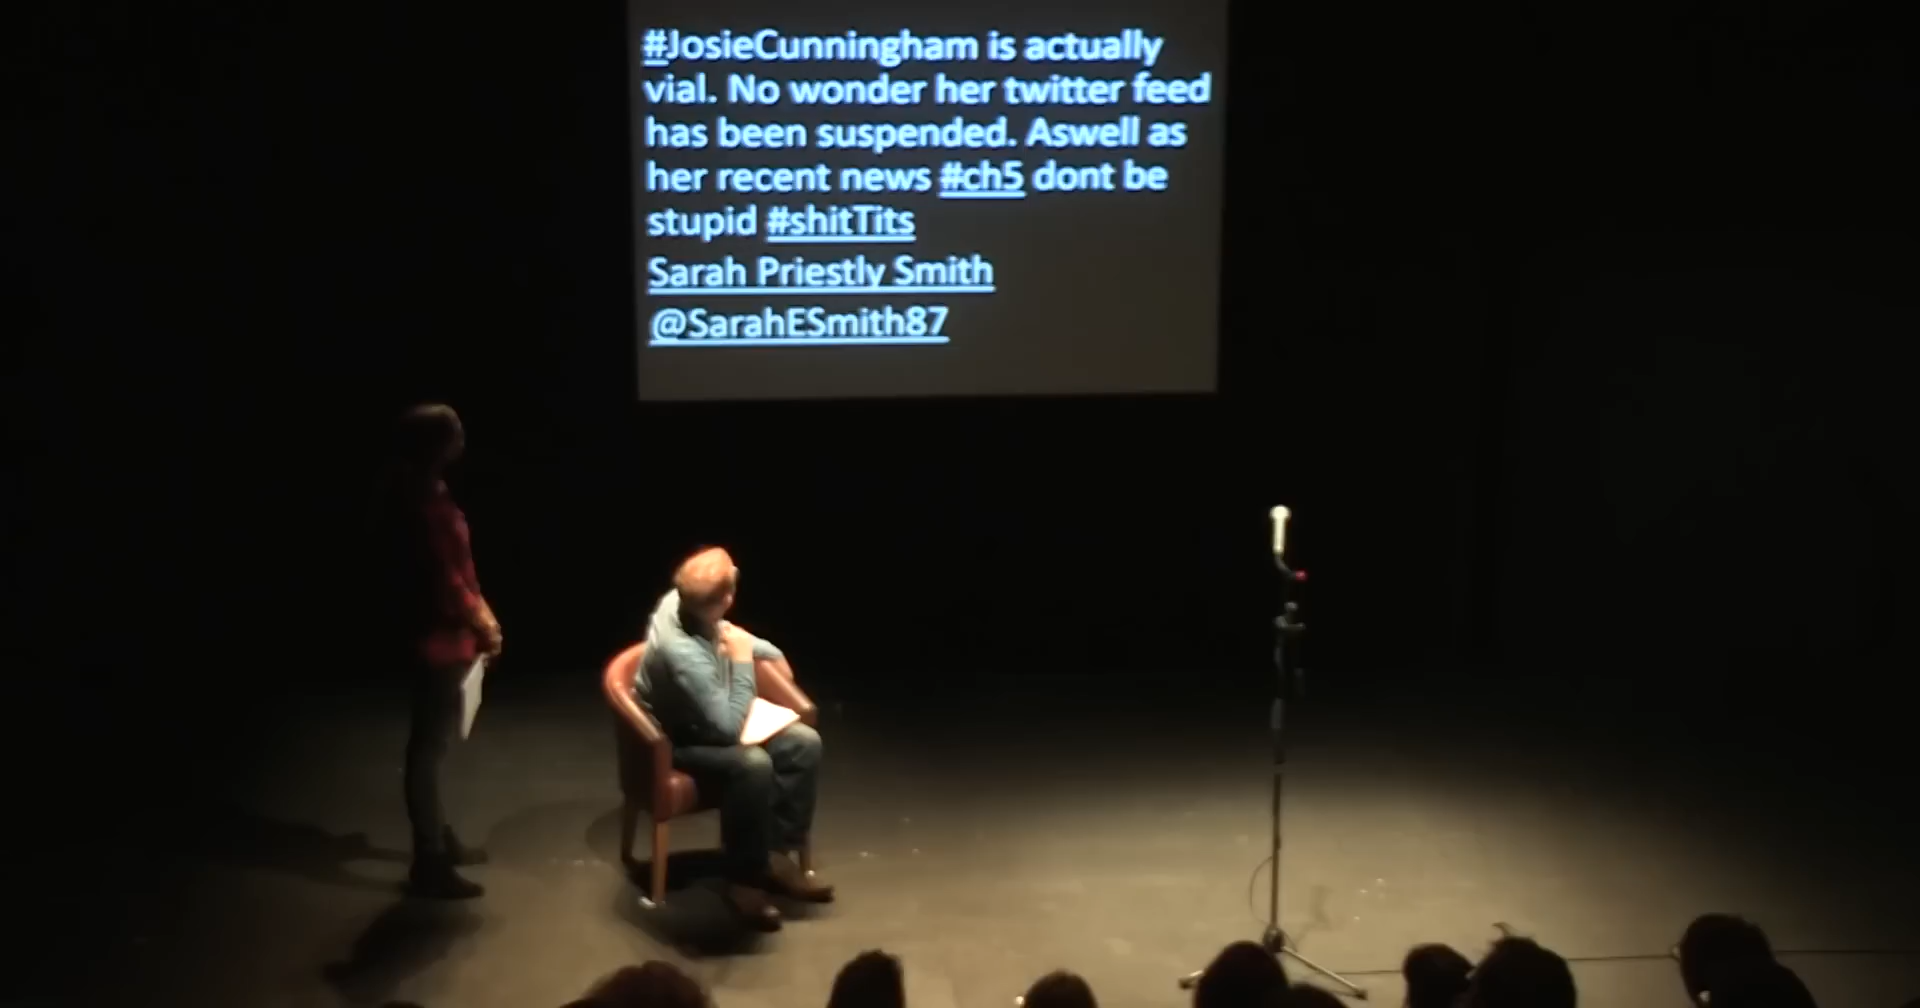 #JosieCunningham is actually
vial. No wonder her twitter feed
has been suspended. Aswell as
her recent news #ch5 dont be
stupid #shitTits
Sarah Priestly Smith
@SarahESmith87